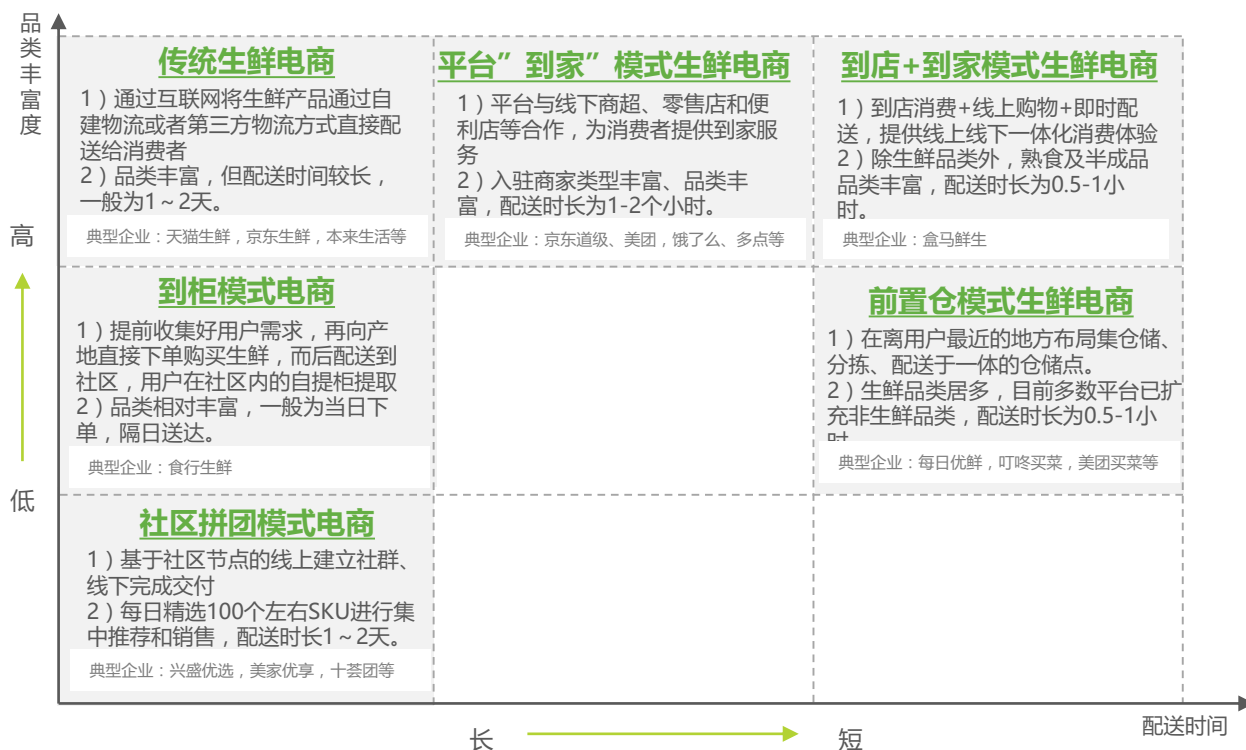 品
类
丰
富
度
传统生鲜电商
1）通过互联网将生鲜产品通过自
建物流或者第三方物流方式直接配
送给消费者
2）品类丰富，但配送时间较长，
一般为1～2天。
典型企业：天猫生鲜，京东生鲜，本来生活等
平台”到家”模式生鲜电商
1）平台与线下商超、零售店和便
利店等合作，为消费者提供到家服
务
2）入驻商家类型丰富、品类丰
富，配送时长为1-2个小时。
典型企业：京东道级、美团，饿了么、多点等
到店+到家模式生鲜电商
1）到店消费+线上购物+即时配
送，提供线上线下一体化消费体验
2）除生鲜品类外，熟食及半成品
品类丰富，配送时长为0.5-1小
时。
典型企业：盒马鲜生
高
低
到柜模式电商
1）提前收集好用户需求，再向产
地直接下单购买生鲜，而后配送到
社区，用户在社区内的自提柜提取
2）品类相对丰富，一般为当日下
单，隔日送达。
典型企业：食行生鲜
前置仓模式生鲜电商
1）在离用户最近的地方布局集仓储、
分拣、配送于一体的仓储点。
2）生鲜品类居多，目前多数平台已扩
充非生鲜品类，配送时长为0.5-1小
时
典型企业：每日优鲜，叮咚买菜，美团买菜等
社区拼团模式电商
1）基于社区节点的线上建立社群、
线下完成交付
2）每日精选100个左右SKU进行集
中推荐和销售，配送时长1～2天。
典型企业：兴盛优选，美家优享，十荟团等
长
短
配送时间